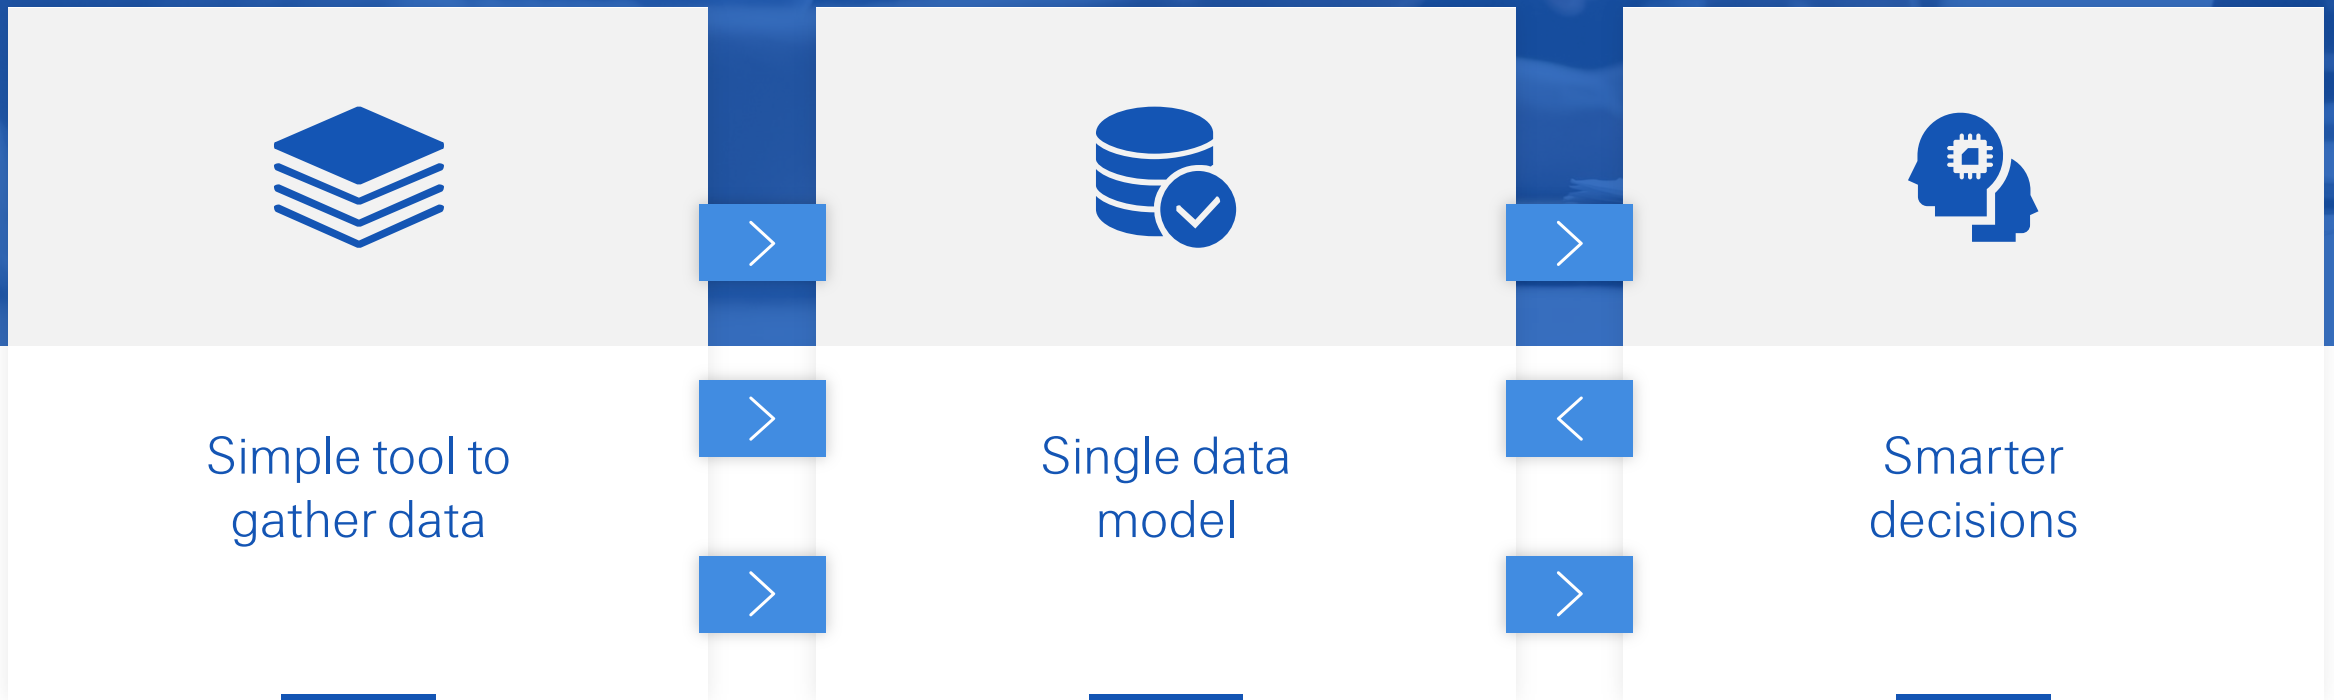 Simple tool to
gather data
Single data
model
Smarter
decisions